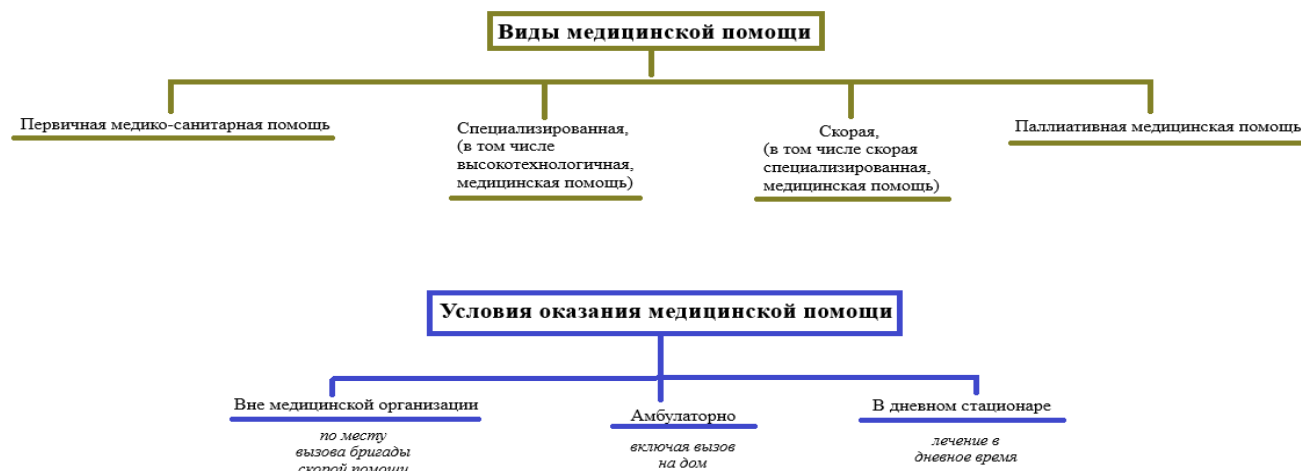 Виды медицинской помощи
Первичная медико-санитарная помощь
Специализированная,
(в том числе
высокотехнологичная,
медицинская помощь)
Скорая,
(в том числе скорая
специализированная,
медицинская помощь)
Паллиативная медицинская помощь
Условия оказания медицинской помощи
Вне медицинской организации
по месту
вызова бригады
скорой помощи
Амбулаторно
включая вызов
на дом
В дневном стационаре
лечение в
дневное время